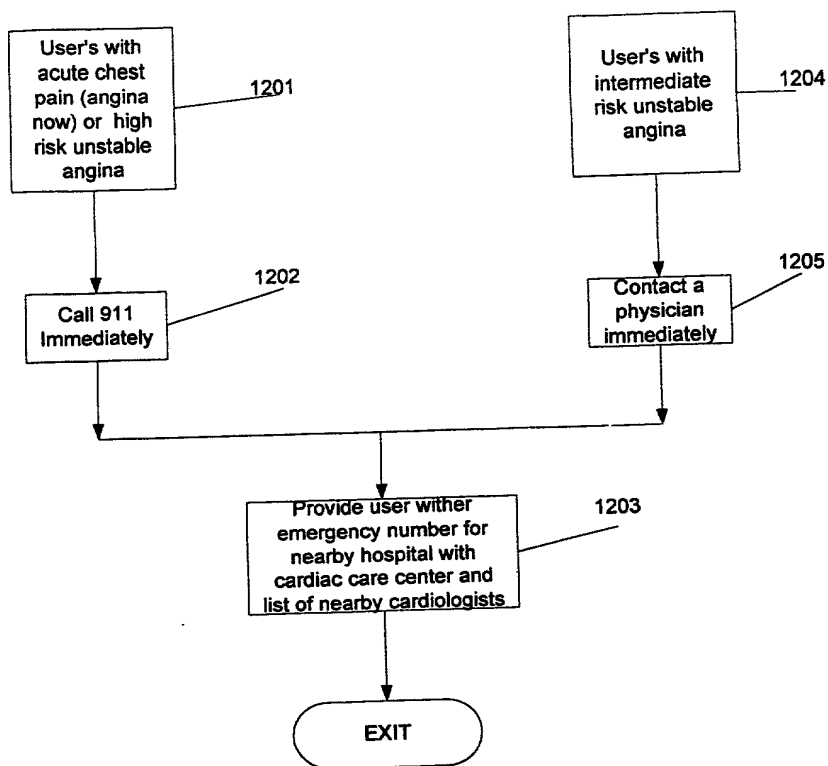 User's with
acute chest
pain (angina
now) or high
risk unstable
angina
1201
User's with
intermediate
risk unstable
angina
1204
1202
Call 911
Immediately
1205
Contact a
physician
immediately
Provide user wither
emergency number for
nearby hospital with
cardiac care center and
list of nearby cardiologists
1203
EXIT